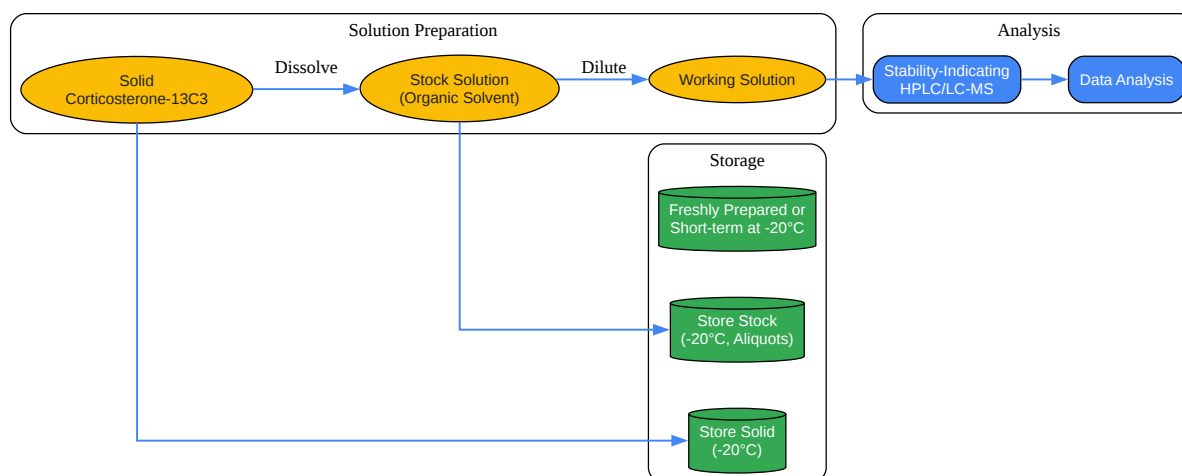 Solution Preparation
Solid
Corticosterone-13C3
Dissolve
Stock Solution
(Organic Solvent)
Dilute
Working Solution
Analysis
Stability-Indicating
HPLC/LC-MS
Data Analysis
Storage
Freshly Prepared or
Short-term at -20°C
Store Stock
(-20°C, Aliquots)
Store Solid
(-20°C)